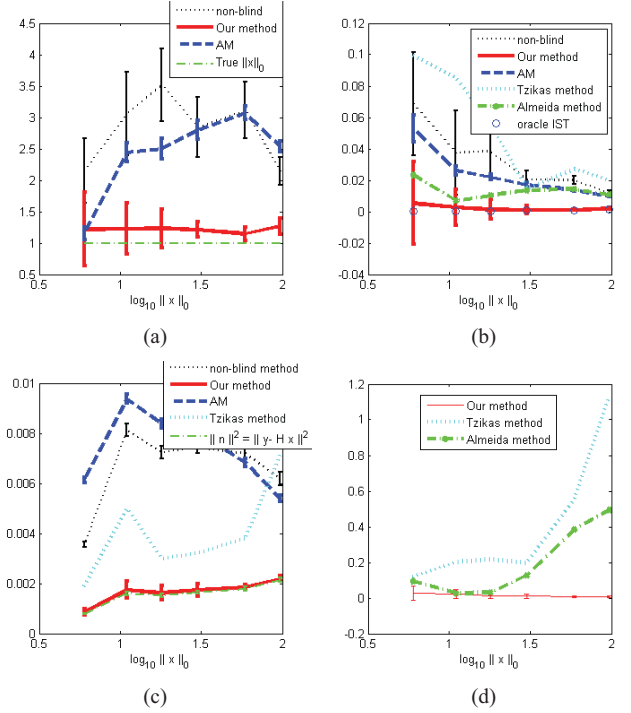 non-blind
Our method
AM
True ||x||₀
4.5
4
3.5
3
2.5
2
1.5
1
0.5
0.5
1
1.5
2
log₁₀ || x ||₀
(a)
non-blind
Our method
AM
Tzikas method
Almeida method
oracle IST
0.12
0.1
0.08
0.06
0.04
0.02
0
-0.02
-0.04
0.5
1
1.5
2
log₁₀ || x ||₀
(b)
non-blind method
Our method
AM
Tzikas method
|| n ||² = || y- H x ||²
0.01
0.008
0.006
0.004
0.002
0
0.5
1
1.5
2
log₁₀ || x ||₀
(c)
Our method
Tzikas method
Almeida method
1.2
1
0.8
0.6
0.4
0.2
0
-0.2
0.5
1
1.5
2
log₁₀ || x ||₀
(d)